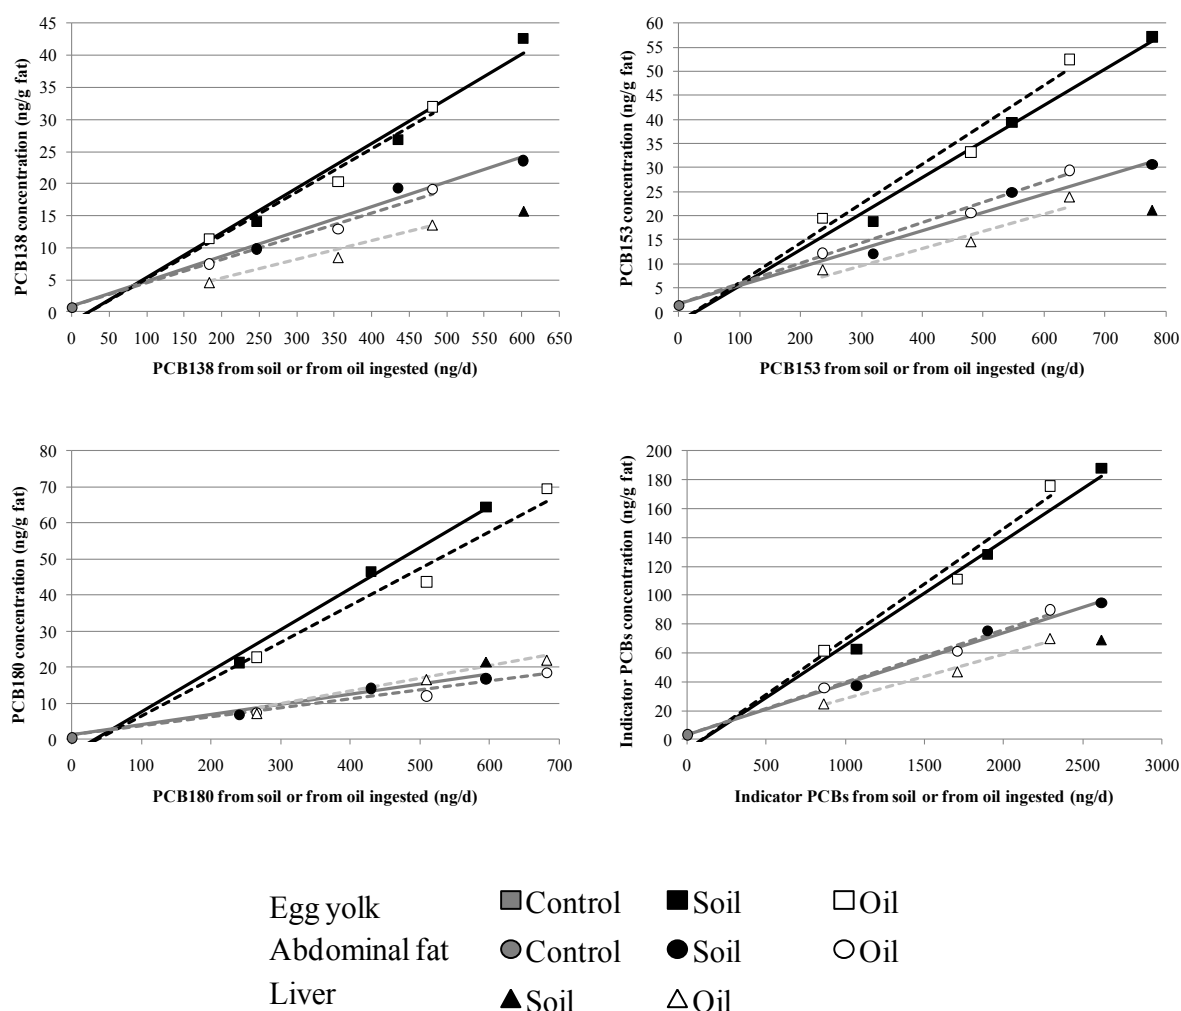 PCB138 concentration (ng/g fat)
45
40
35
30
25
20
15
10
5
0
0 50 100 150 200 250 300 350 400 450 500 550 600 650
PCB138 from soil or from oil ingested (ng/d)
PCB153 concentration (ng/g fat)
60
55
50
45
40
35
30
25
20
15
10
5
0
0 100 200 300 400 500 600 700 800
PCB153 from soil or from oil ingested (ng/d)
PCB180 concentration (ng/g fat)
80
70
60
50
40
30
20
10
0
0 100 200 300 400 500 600 700
PCB180 from soil or from oil ingested (ng/d)
Indicator PCBs concentration (ng/g fat)
200
180
160
140
120
100
80
60
40
20
0
0 500 1000 1500 2000 2500 3000
Indicator PCBs from soil or from oil ingested (ng/d)
Egg yolk Control Soil Oil
Abdominal fat Control Soil Oil
Liver Soil Oil